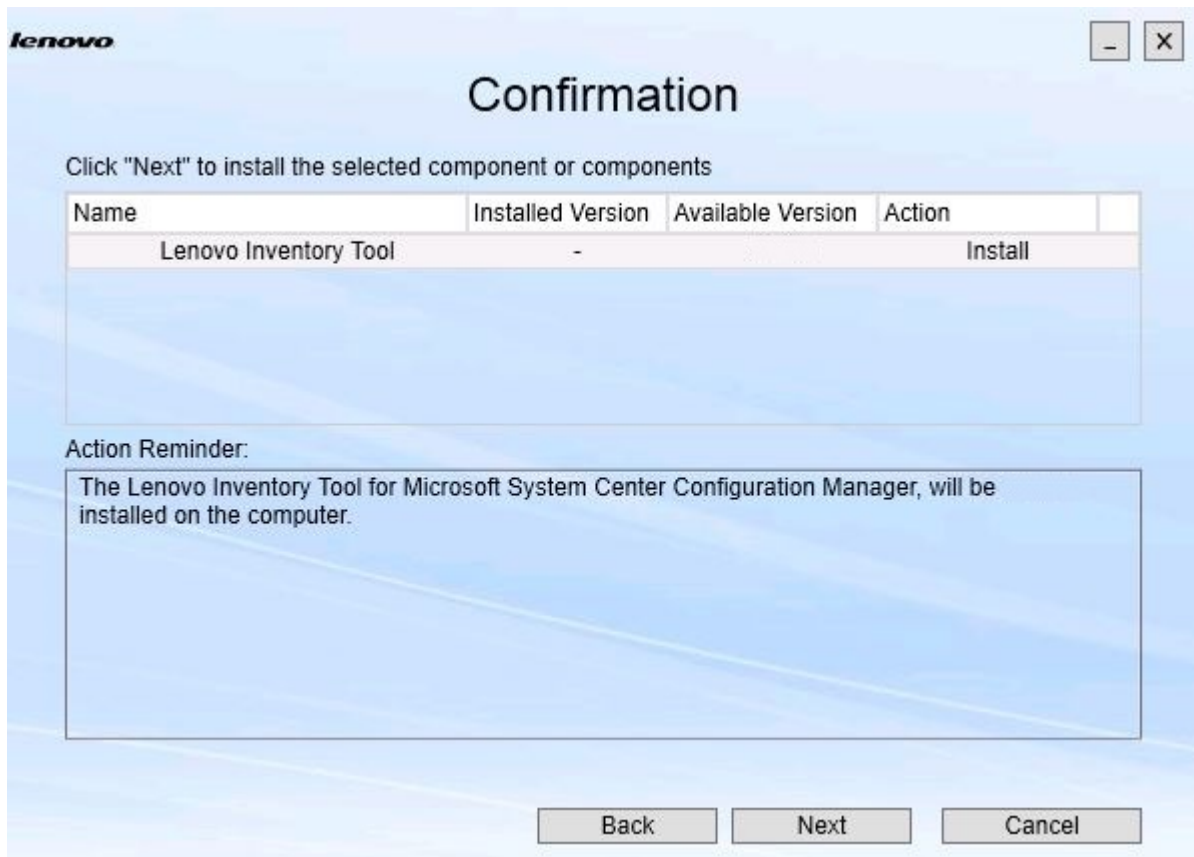 lenovo
Confirmation
Click "Next" to install the selected component or components
Name Installed Version Available Version Action
Lenovo Inventory Tool - Install
Action Reminder:
The Lenovo Inventory Tool for Microsoft System Center Configuration Manager, will be
installed on the computer.
Back Next Cancel